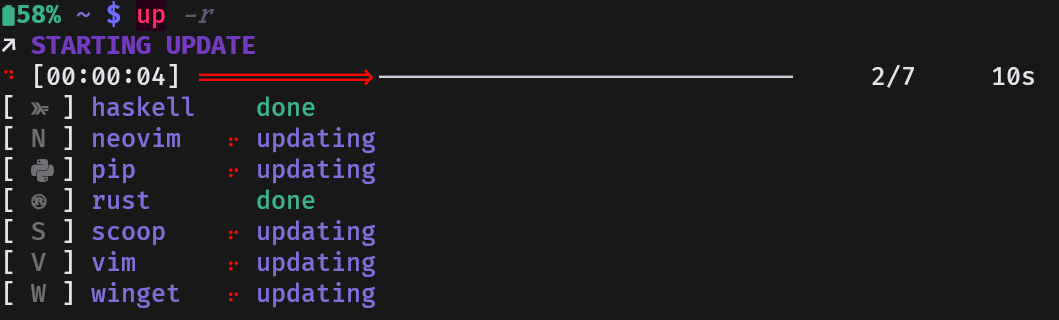 58% ~ $ up -r
↗ STARTING UPDATE
[00:00:04] 2/7 10s
[ ] haskell done
[ N ] neovim updating
[ ] pip updating
[ ] rust done
[ S ] scoop updating
[ V ] vim updating
[ W ] winget updating